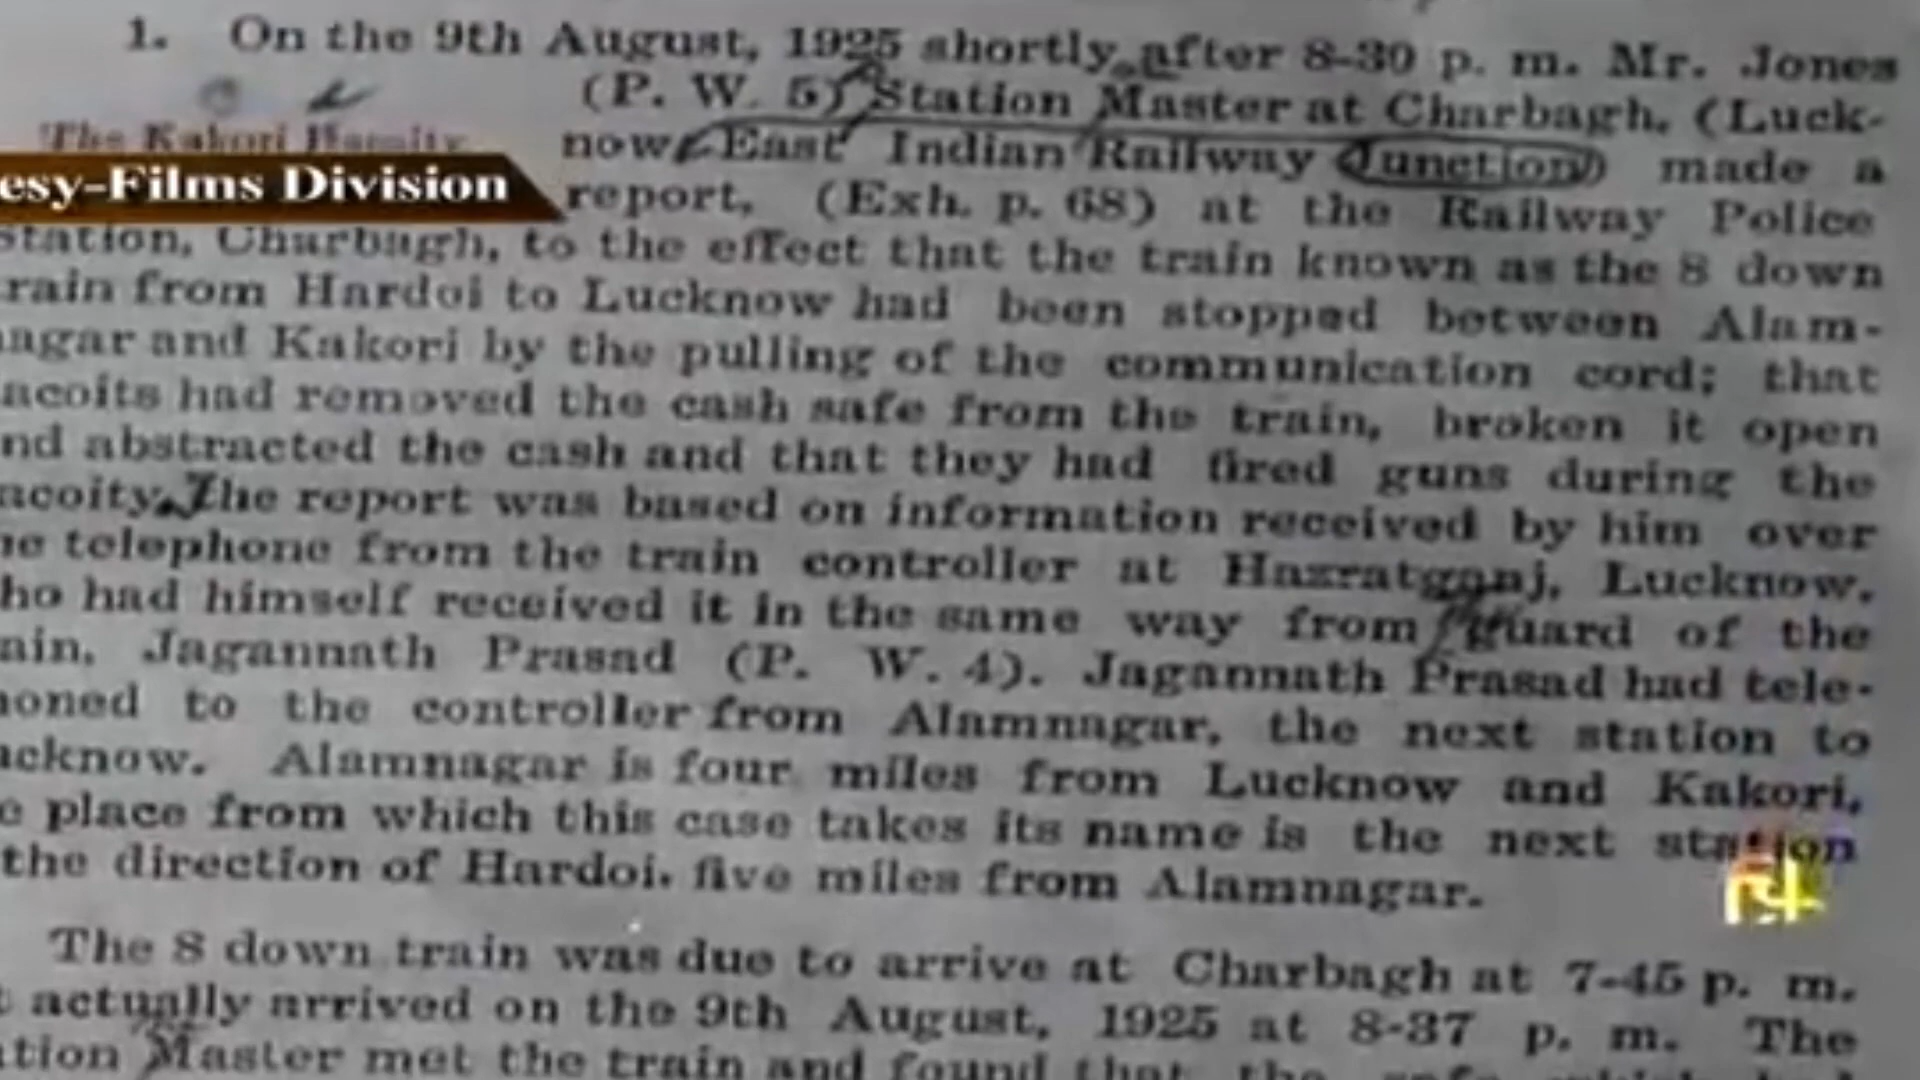 1. On the 9th August, 1925 shortly after 8-30 p. m. Mr. Jones
(P. W. 5) Station Master at Charbagh, (Luck-
The Kakori Dacoity.
now East Indian Railway Junction) made a
esy-Films Division
report, (Exh. p. 68) at the Railway Police
Station, Charbagh, to the effect that the train known as the 8 down
rain from Hardoi to Lucknow had been stopped between Alam-
nagar and Kakori by the pulling of the communication cord; that
acoits had removed the cash safe from the train, broken it open
nd abstracted the cash and that they had fired guns during the
acoity. The report was based on information received by him over
he telephone from the train controller at Hazratganj, Lucknow,
ho had himself received it in the same way from guard of the
ain, Jagannath Prasad (P. W. 4). Jagannath Prasad had tele-
honed to the controller from Alamnagar, the next station to
ucknow. Alamnagar is four miles from Lucknow and Kakori,
e place from which this case takes its name is the next station
the direction of Hardoi, five miles from Alamnagar.
The 8 down train was due to arrive at Charbagh at 7-45 p. m.
t actually arrived on the 9th August, 1925 at 8-37 p. m. The
ation Master met the train and found that the safe which had